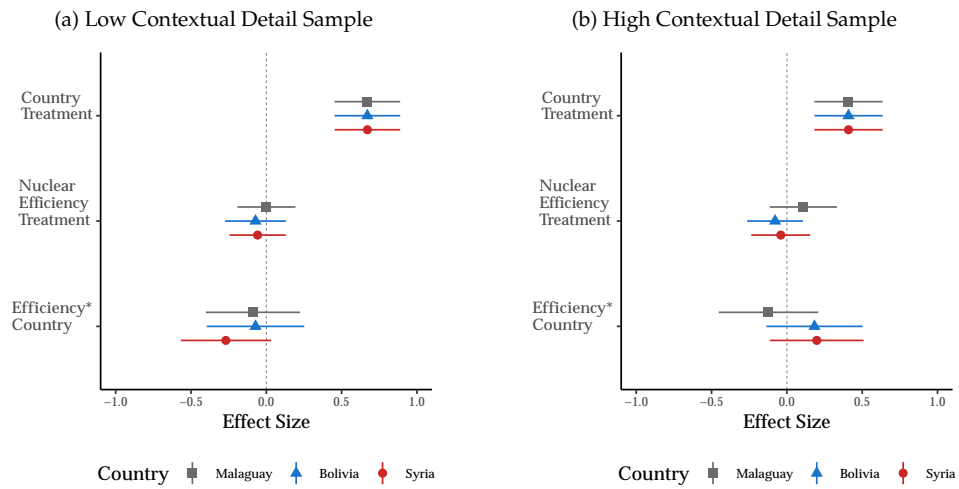 (a) Low Contextual Detail Sample
Country
Treatment
Nuclear
Efficiency
Treatment
Efficiency*
Country
−1.0 −0.5 0.0 0.5 1.0
Effect Size
Country Malaguay Bolivia Syria
(b) High Contextual Detail Sample
Country
Treatment
Nuclear
Efficiency
Treatment
Efficiency*
Country
−1.0 −0.5 0.0 0.5 1.0
Effect Size
Country Malaguay Bolivia Syria